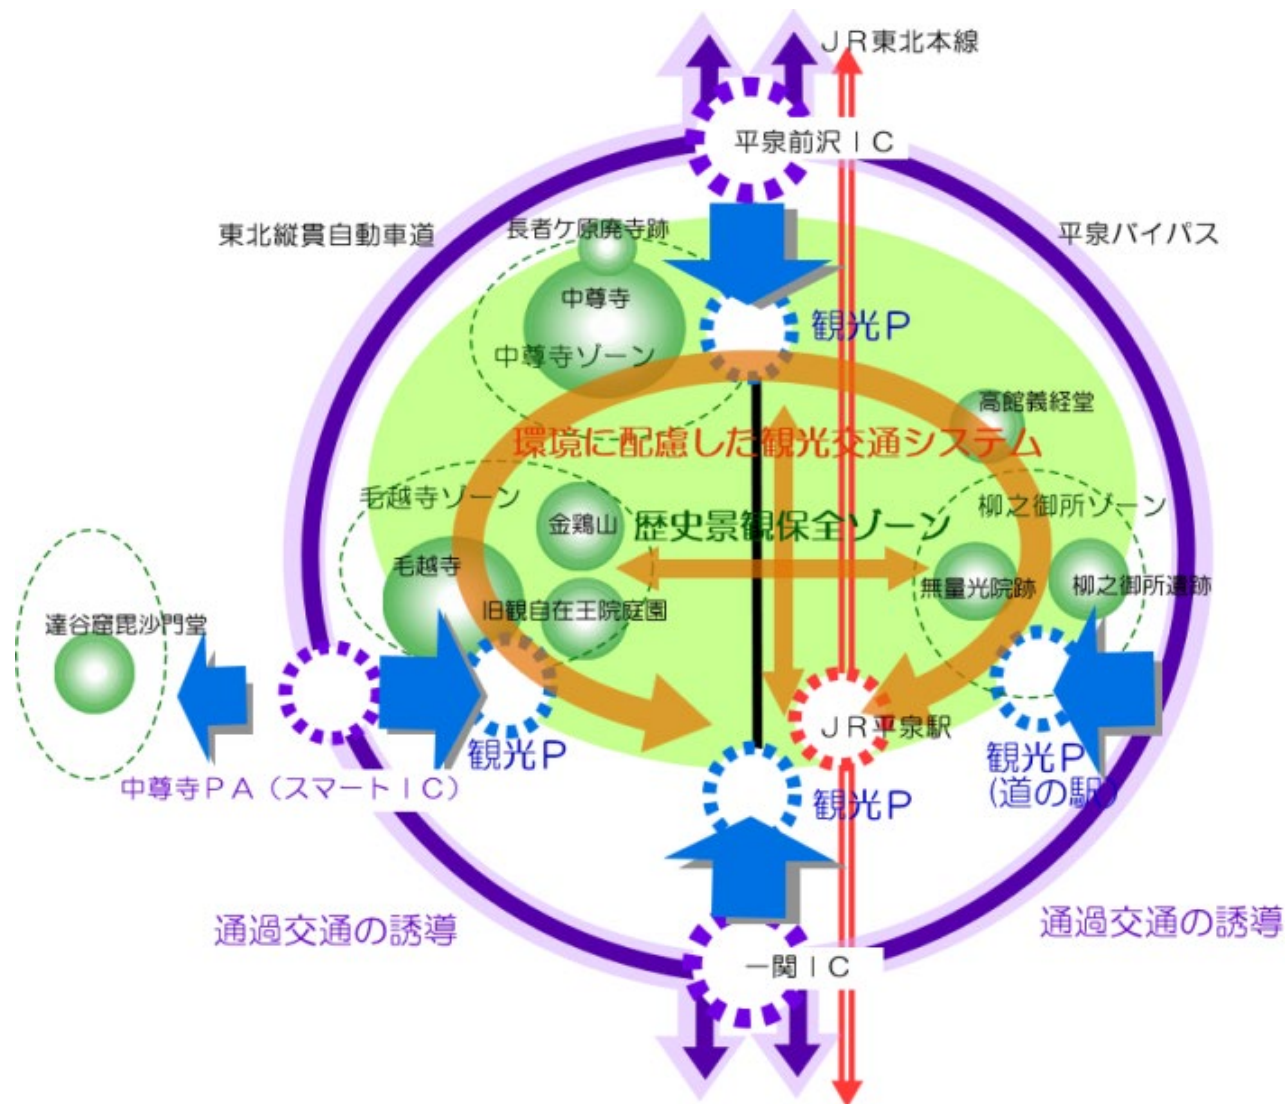 JR東北本線
平泉前沢IC
長者ケ原廃寺跡
東北縦貫自動車道
平泉バイパス
中尊寺
観光P
中尊寺ゾーン
高館義経堂
環境に配慮した観光交通システム
毛越寺ゾーン
柳之御所ゾーン
金鶏山
歴史景観保全ゾーン
毛越寺
無量光院跡
柳之御所遺跡
旧観自在王院庭園
達谷窟毘沙門堂
JR平泉駅
観光P
観光P
(道の駅)
中尊寺PA(スマートIC)
観光P
通過交通の誘導
通過交通の誘導
一関IC